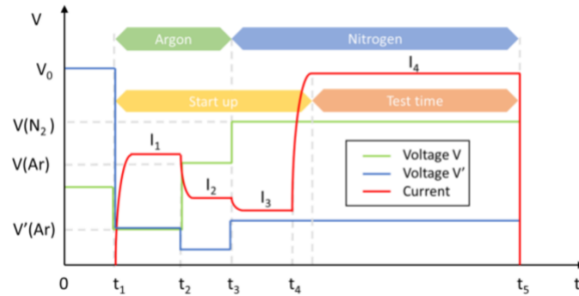 V
Argon
Nitrogen
V₀
I₄
Start up
Test time
V(N₂)
I₁
V(Ar)
Voltage V
Voltage V'
Current
I₂
I₃
V'(Ar)
0
t₁
t₂
t₃
t₄
t₅
t